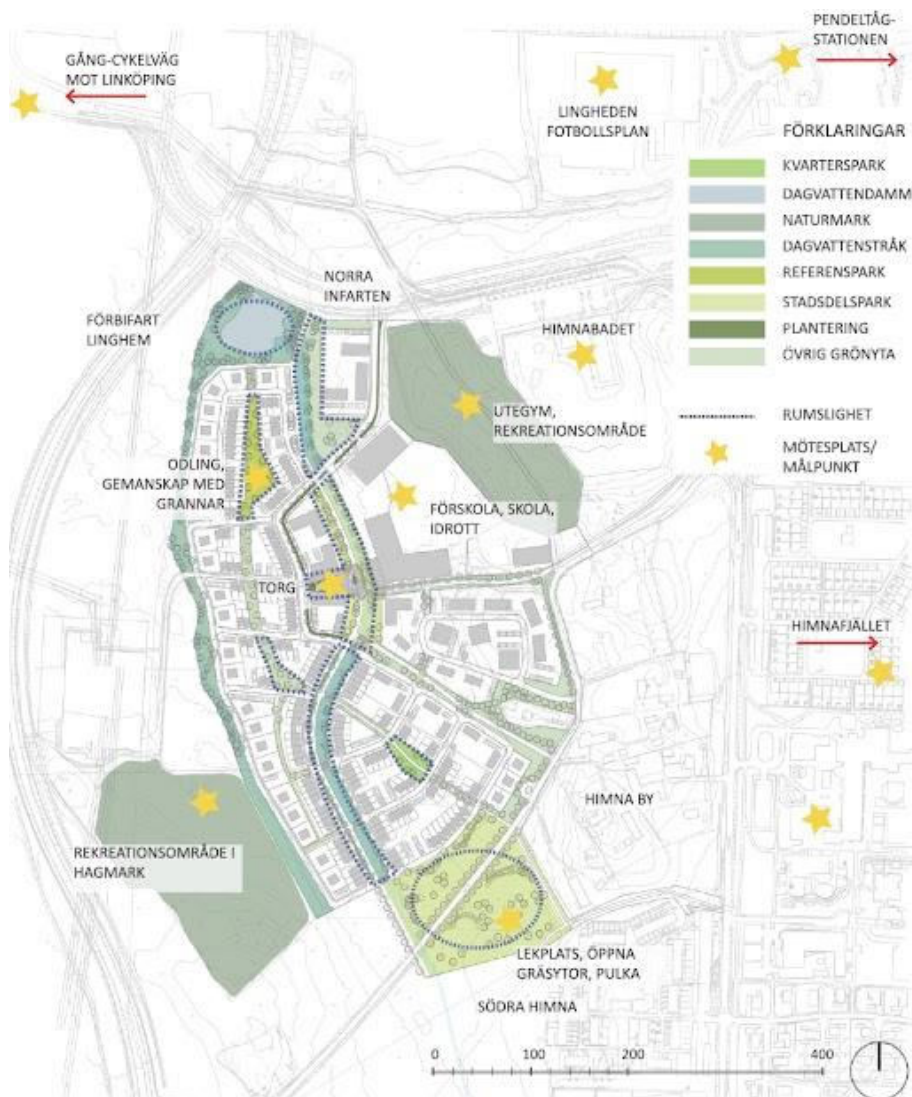 PENDELTÅG-
STATIONEN
GÅNG-CYKELVÄG
MOT LINKÖPING
LINGHEDEN
FOTBOLLSPLAN
FÖRKLARINGAR
KVARTERSPARK
DAGVATTENDAMM
NATURMARK
DAGVATTENSTRÅK
REFERENSPARK
STADSDELSPARK
PLANTERING
ÖVRIG GRÖNYTA
RUMSLIGHET
MÖTESPLATS/
MÅLPUNKT
NORRA
INFARTEN
FÖRBIFART
LINGHEM
HIMNABADET
UTEGYM,
REKREATIONSOMRÅDE
ODLING,
GEMANSKAP MED
GRANNAR
FÖRSKOLA, SKOLA,
IDROTT
TORG
HIMNAFJÄLLET
HIMNA BY
REKREATIONSOMRÅDE I
HAGMARK
LEKPLATS, ÖPPNA
GRÄSYTOR, PULKA
SÖDRA HIMNA
0 100 200 400